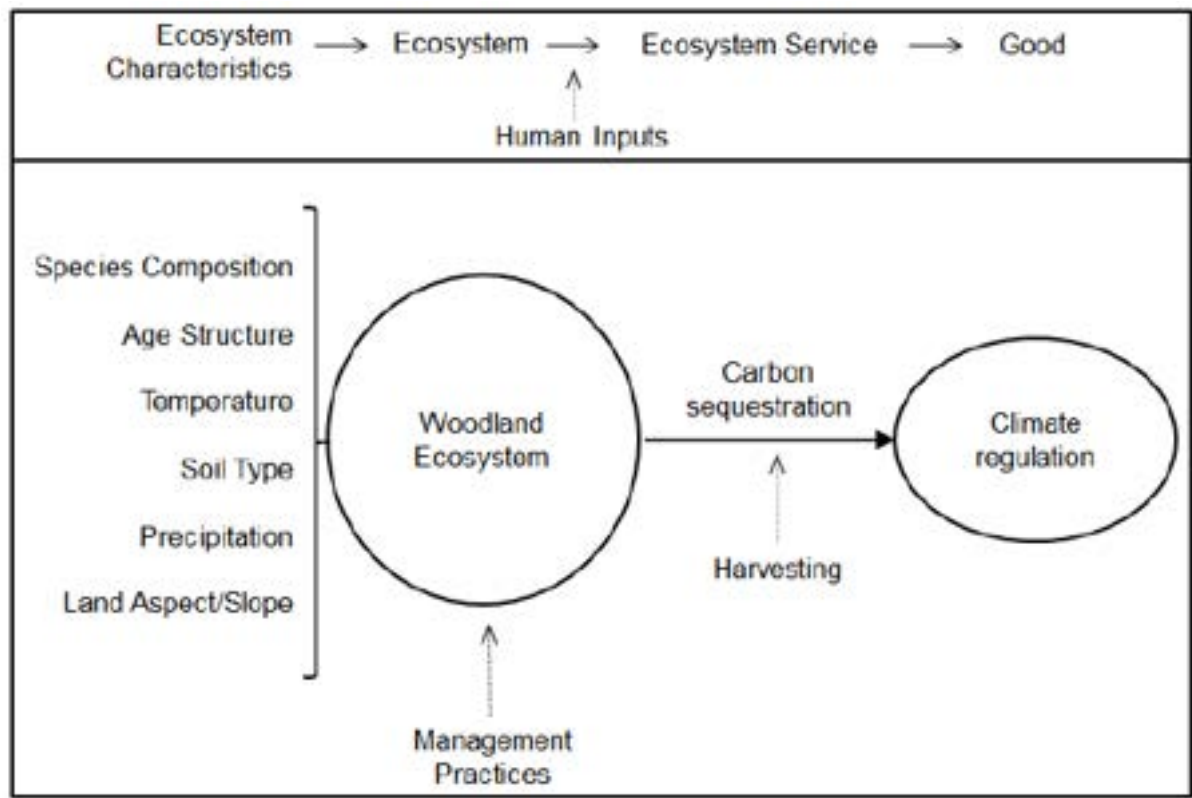 Ecosystem
Characteristics
Ecosystem
Ecosystem Service
Good
Human Inputs
Species Composition
Age Structure
Temperature
Soil Type
Precipitation
Land Aspect/Slope
Woodland
Ecosystem
Carbon
sequestration
Climate
regulation
Harvesting
Management
Practices